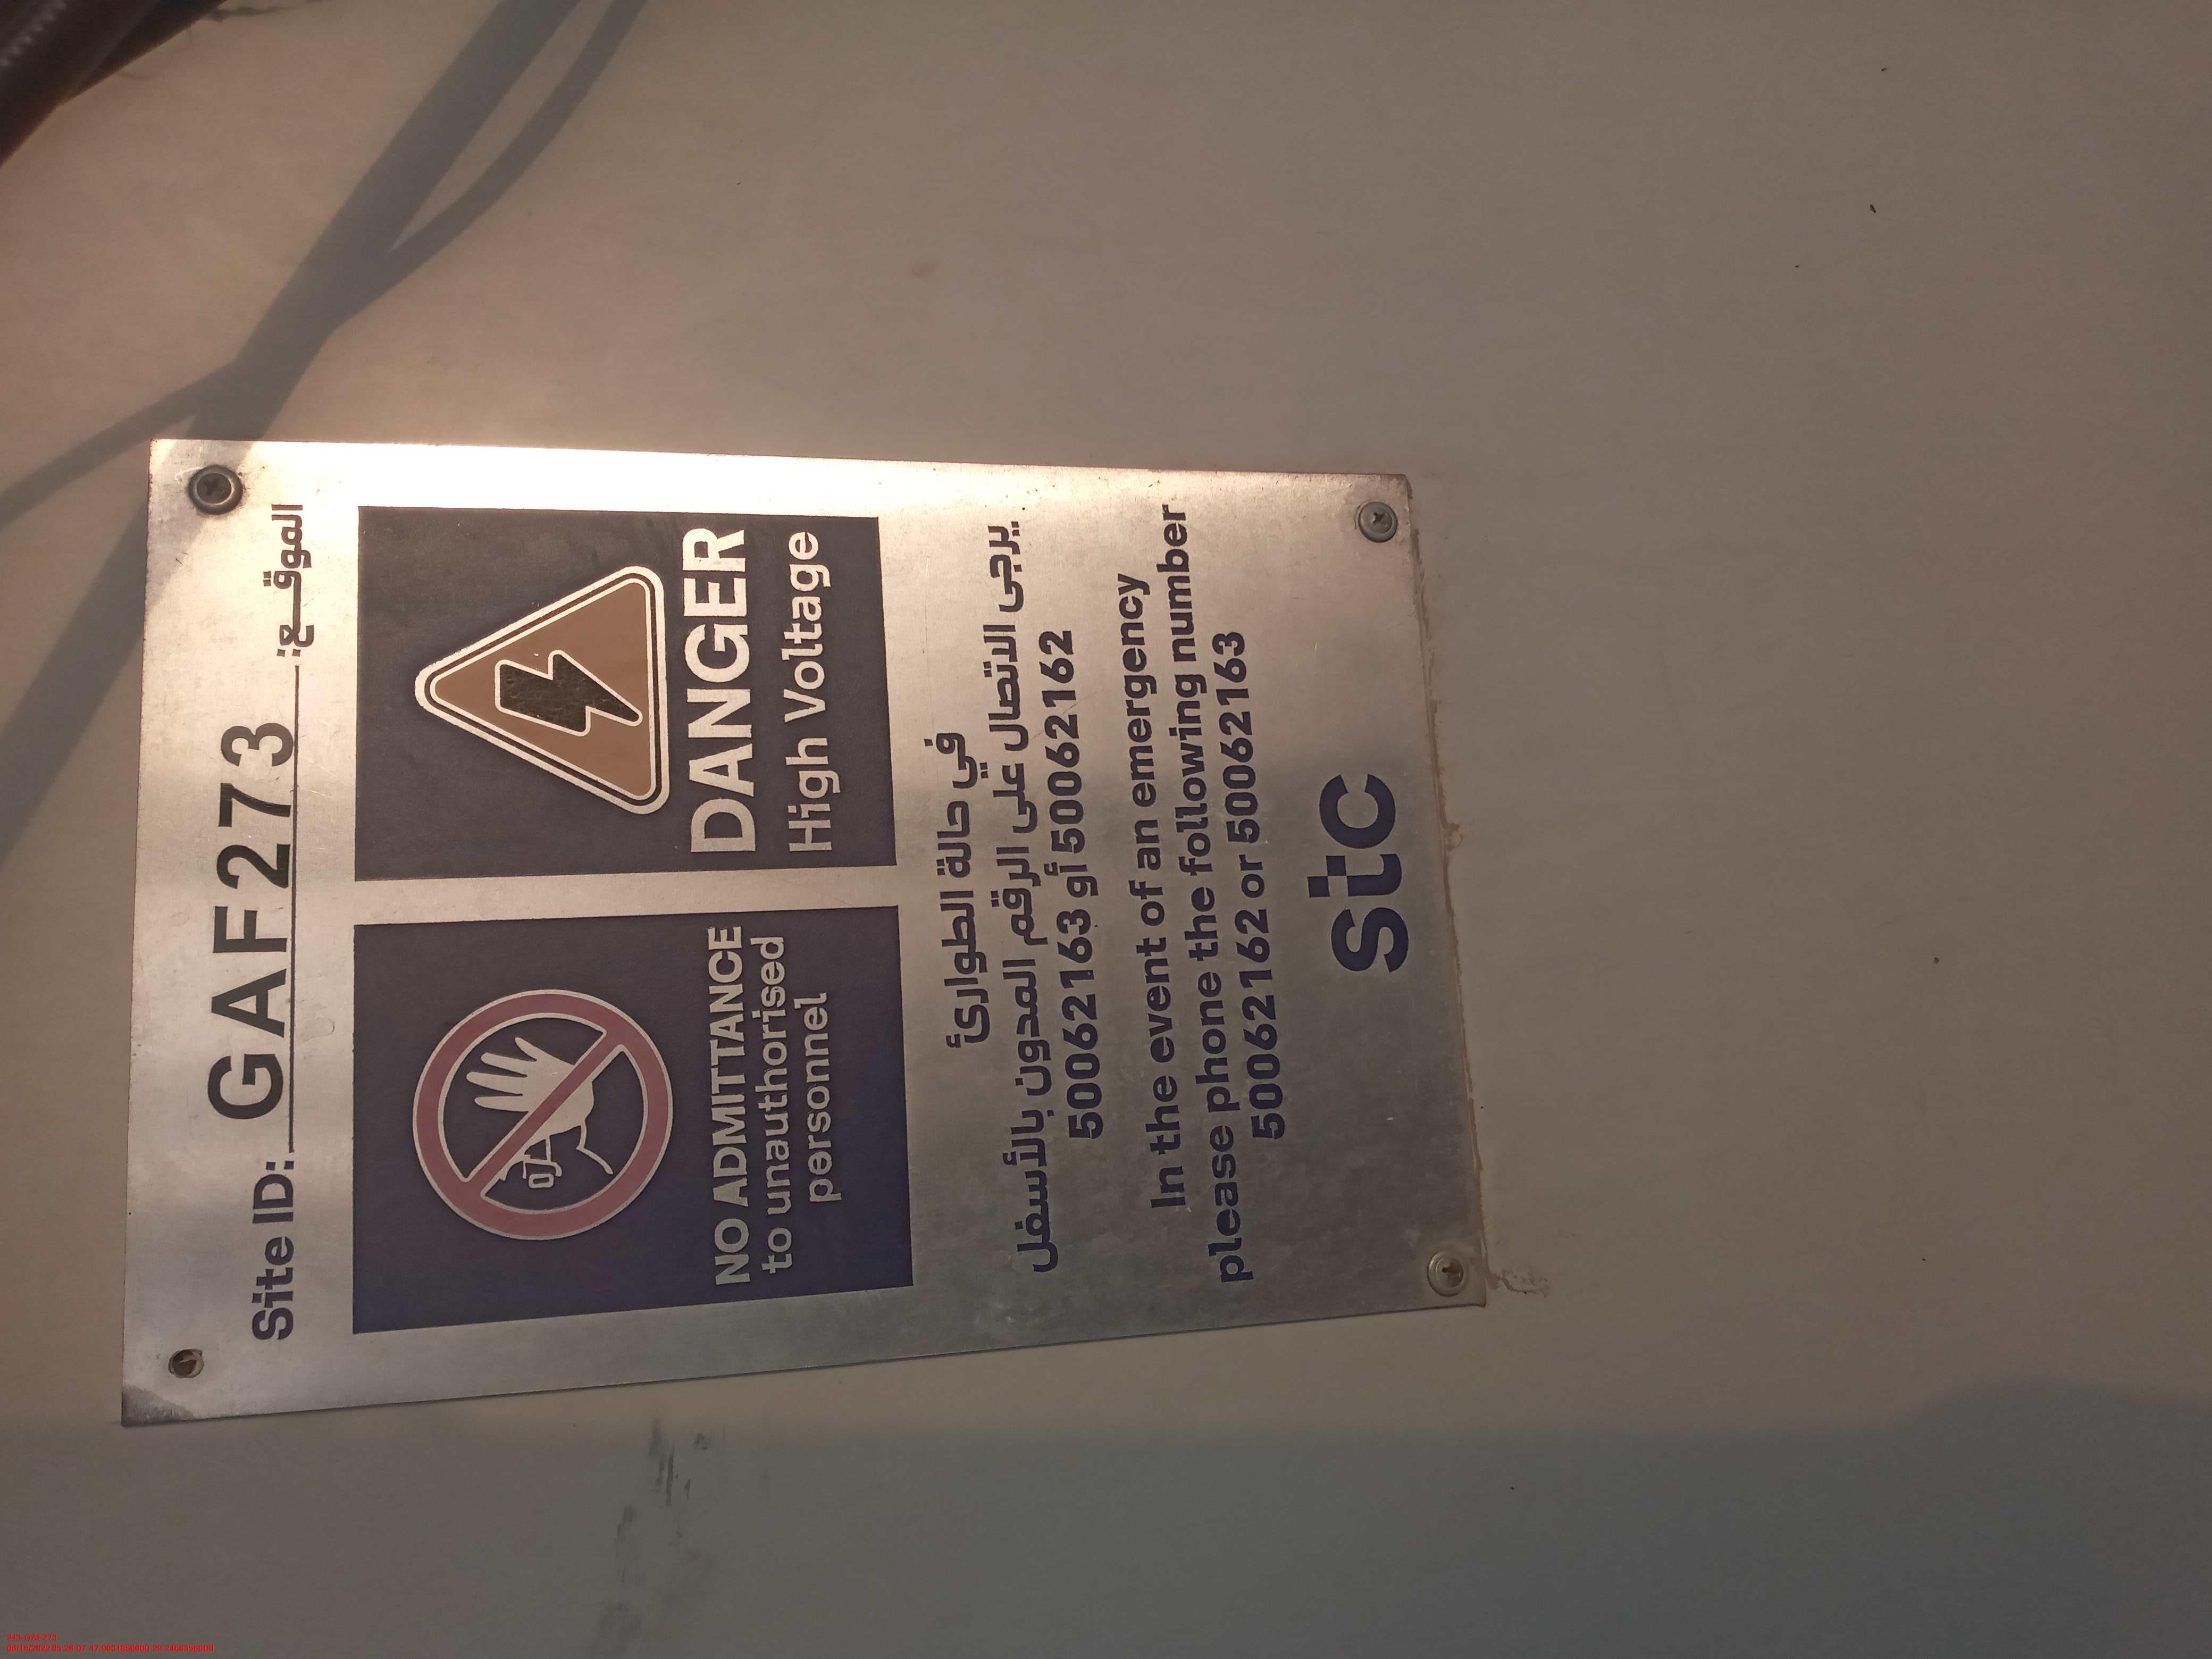 Site ID: GAF273 الموقع:
NO ADMITTANCE
to unauthorised
personnel
DANGER
High Voltage
في حالة الطوارئ
يرجى الاتصال على الرقم المدون بالأسفل
50062162 أو 50062163
In the event of an emergency
please phone the following number
50062162 or 50062163
stc